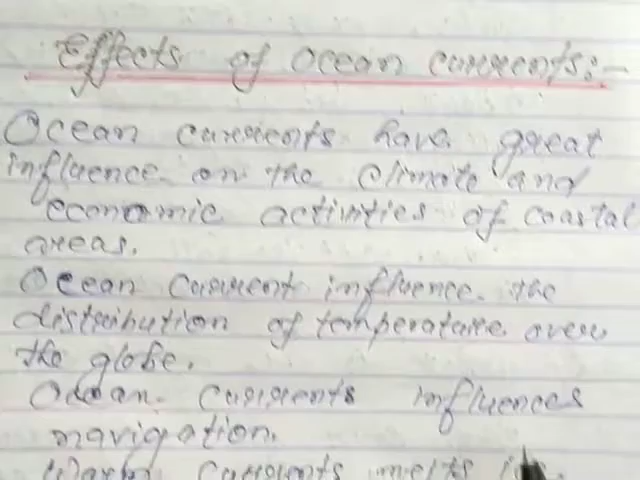 Effects of Ocean currents:-
Ocean currents have great
influence on the climate and
economic activities of coastal
areas.
Ocean current influence the
distribution of temperature over
the globe.
Ocean currents influences
navigation.
Warm currents melts ice